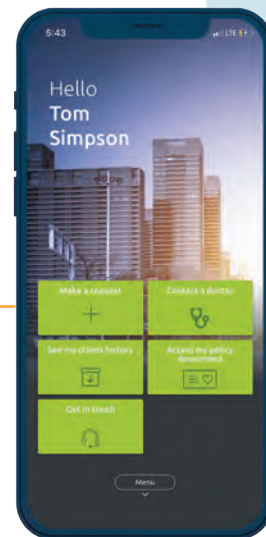 5:43 LTE
Hello
Tom
Simpson
Make a request
Contact a doctor
See my claims history
Access my policy
documents
Get in touch
Menu